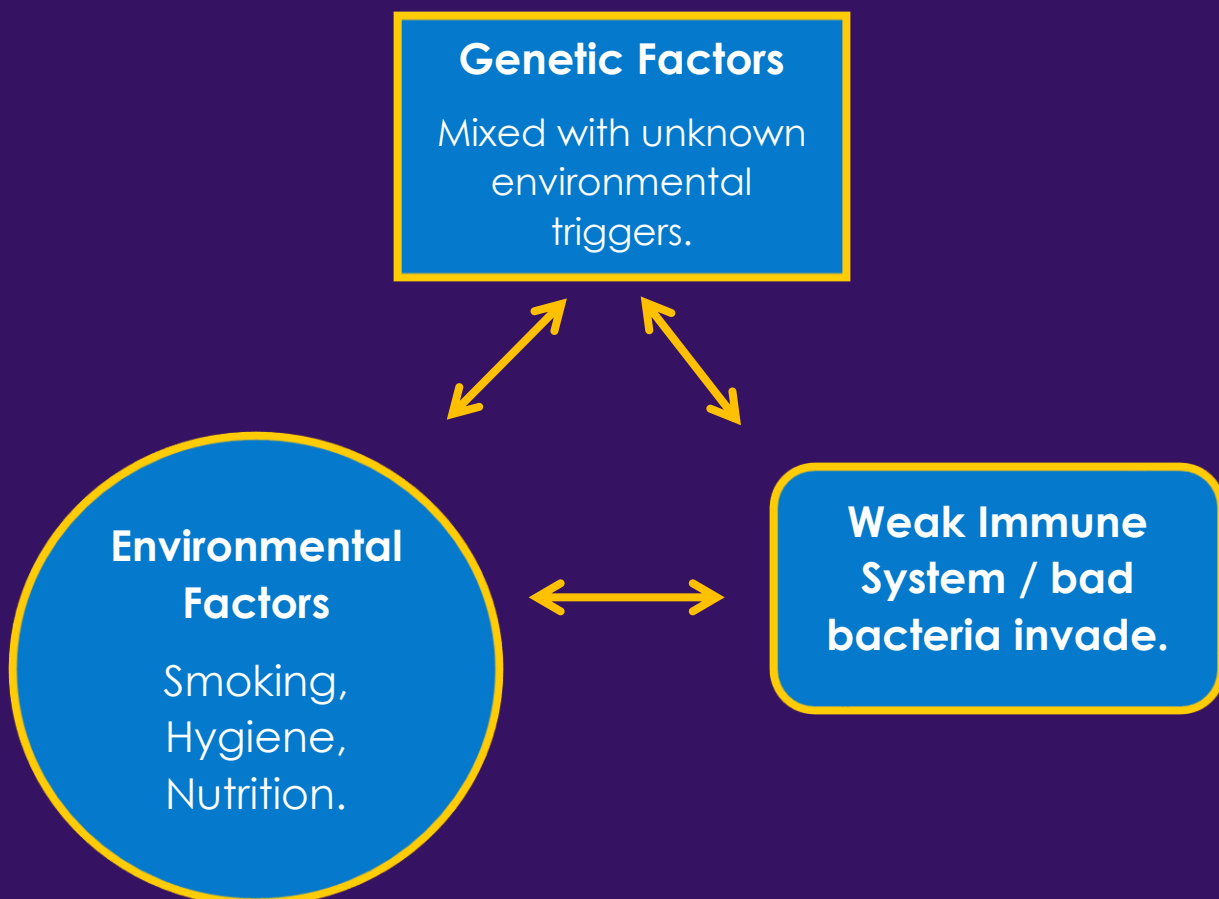 Genetic Factors
Mixed with unknown
environmental
triggers.
Environmental
Factors
Smoking,
Hygiene,
Nutrition.
Weak Immune
System / bad
bacteria invade.